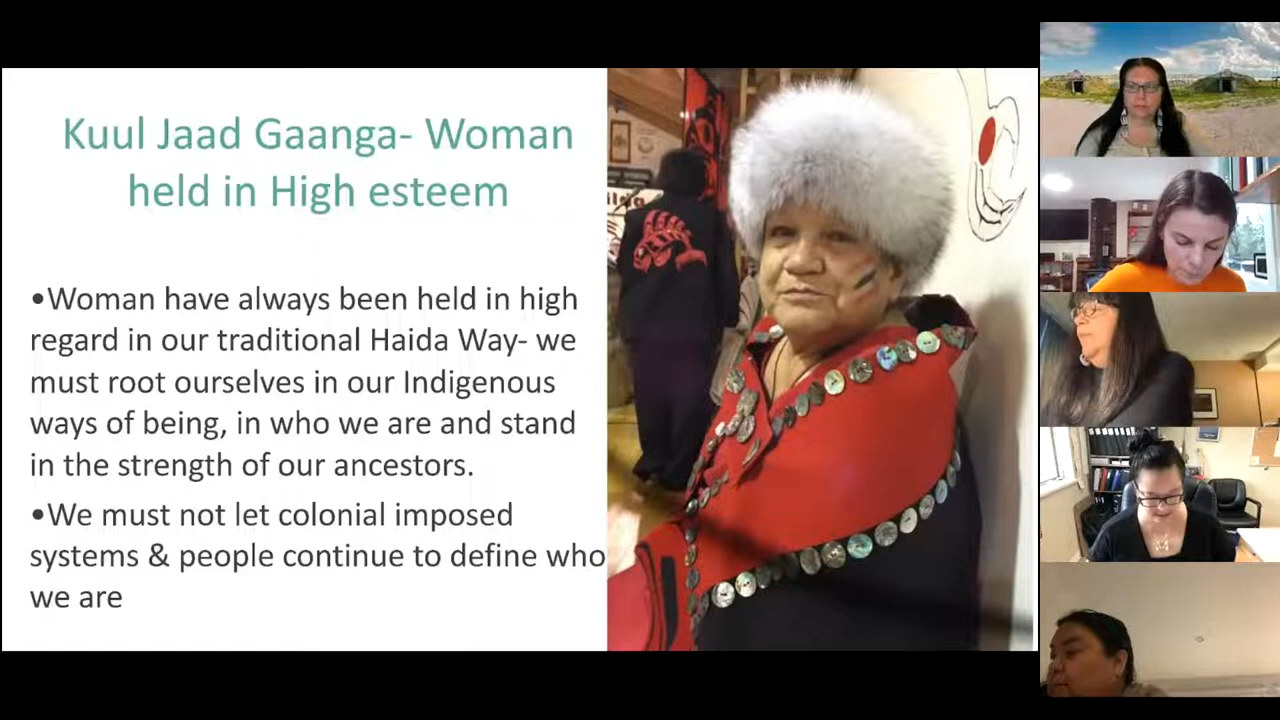 Kuul Jaad Gaanga- Woman
held in High esteem
•Woman have always been held in high
regard in our traditional Haida Way- we
must root ourselves in our Indigenous
ways of being, in who we are and stand
in the strength of our ancestors.
•We must not let colonial imposed
systems & people continue to define who
we are